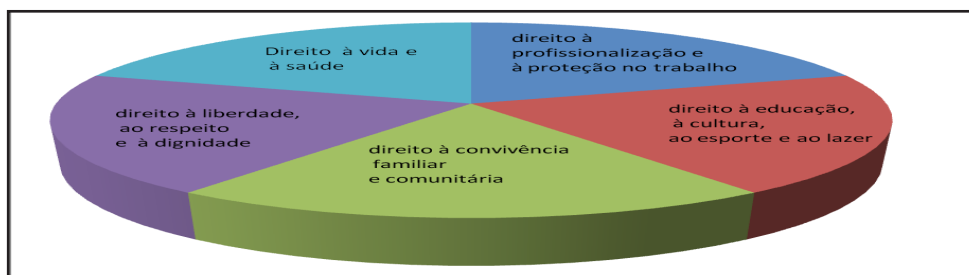 Direito à vida e
à saúde
direito à
profissionalização e
à proteção no trabalho
direito à liberdade,
ao respeito
e à dignidade
direito à educação,
à cultura,
ao esporte e ao lazer
direito à convivência
familiar
e comunitária